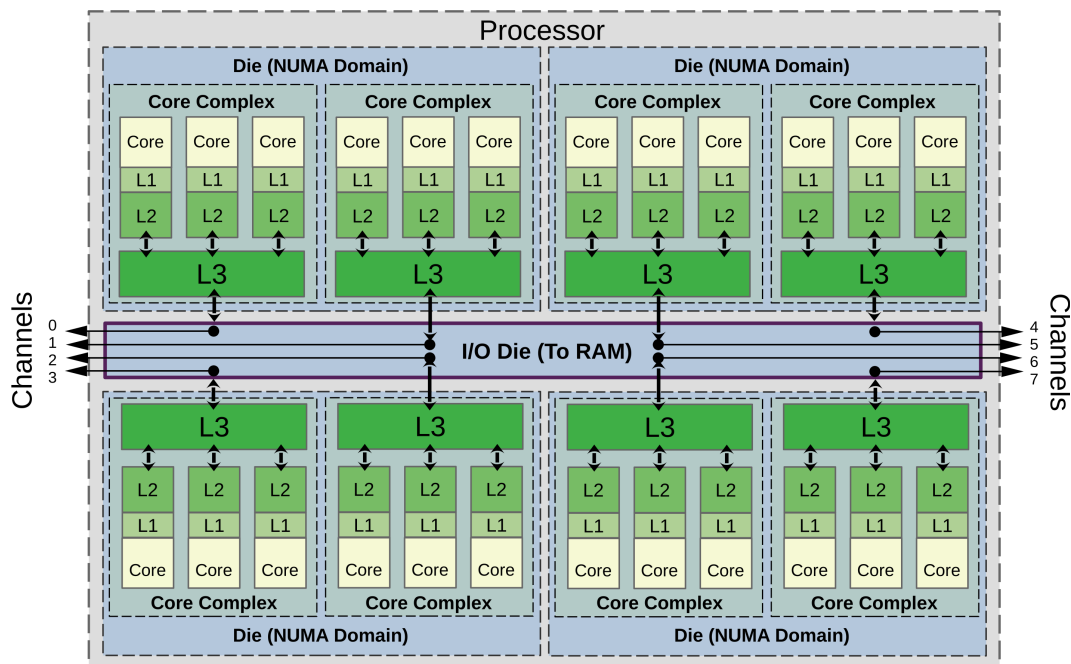 Processor
Die (NUMA Domain) Die (NUMA Domain)
Core Complex Core Complex Core Complex Core Complex
Core Core Core Core Core Core Core Core Core Core Core Core
L1 L1 L1 L1 L1 L1 L1 L1 L1 L1 L1 L1
L2 L2 L2 L2 L2 L2 L2 L2 L2 L2 L2 L2
L3 L3 L3 L3
Channels
0
1
2
3
I/O Die (To RAM)
4
5
6
7
Channels
L3 L3 L3 L3
L2 L2 L2 L2 L2 L2 L2 L2 L2 L2 L2 L2
L1 L1 L1 L1 L1 L1 L1 L1 L1 L1 L1 L1
Core Core Core Core Core Core Core Core Core Core Core Core
Core Complex Core Complex Core Complex Core Complex
Die (NUMA Domain) Die (NUMA Domain)